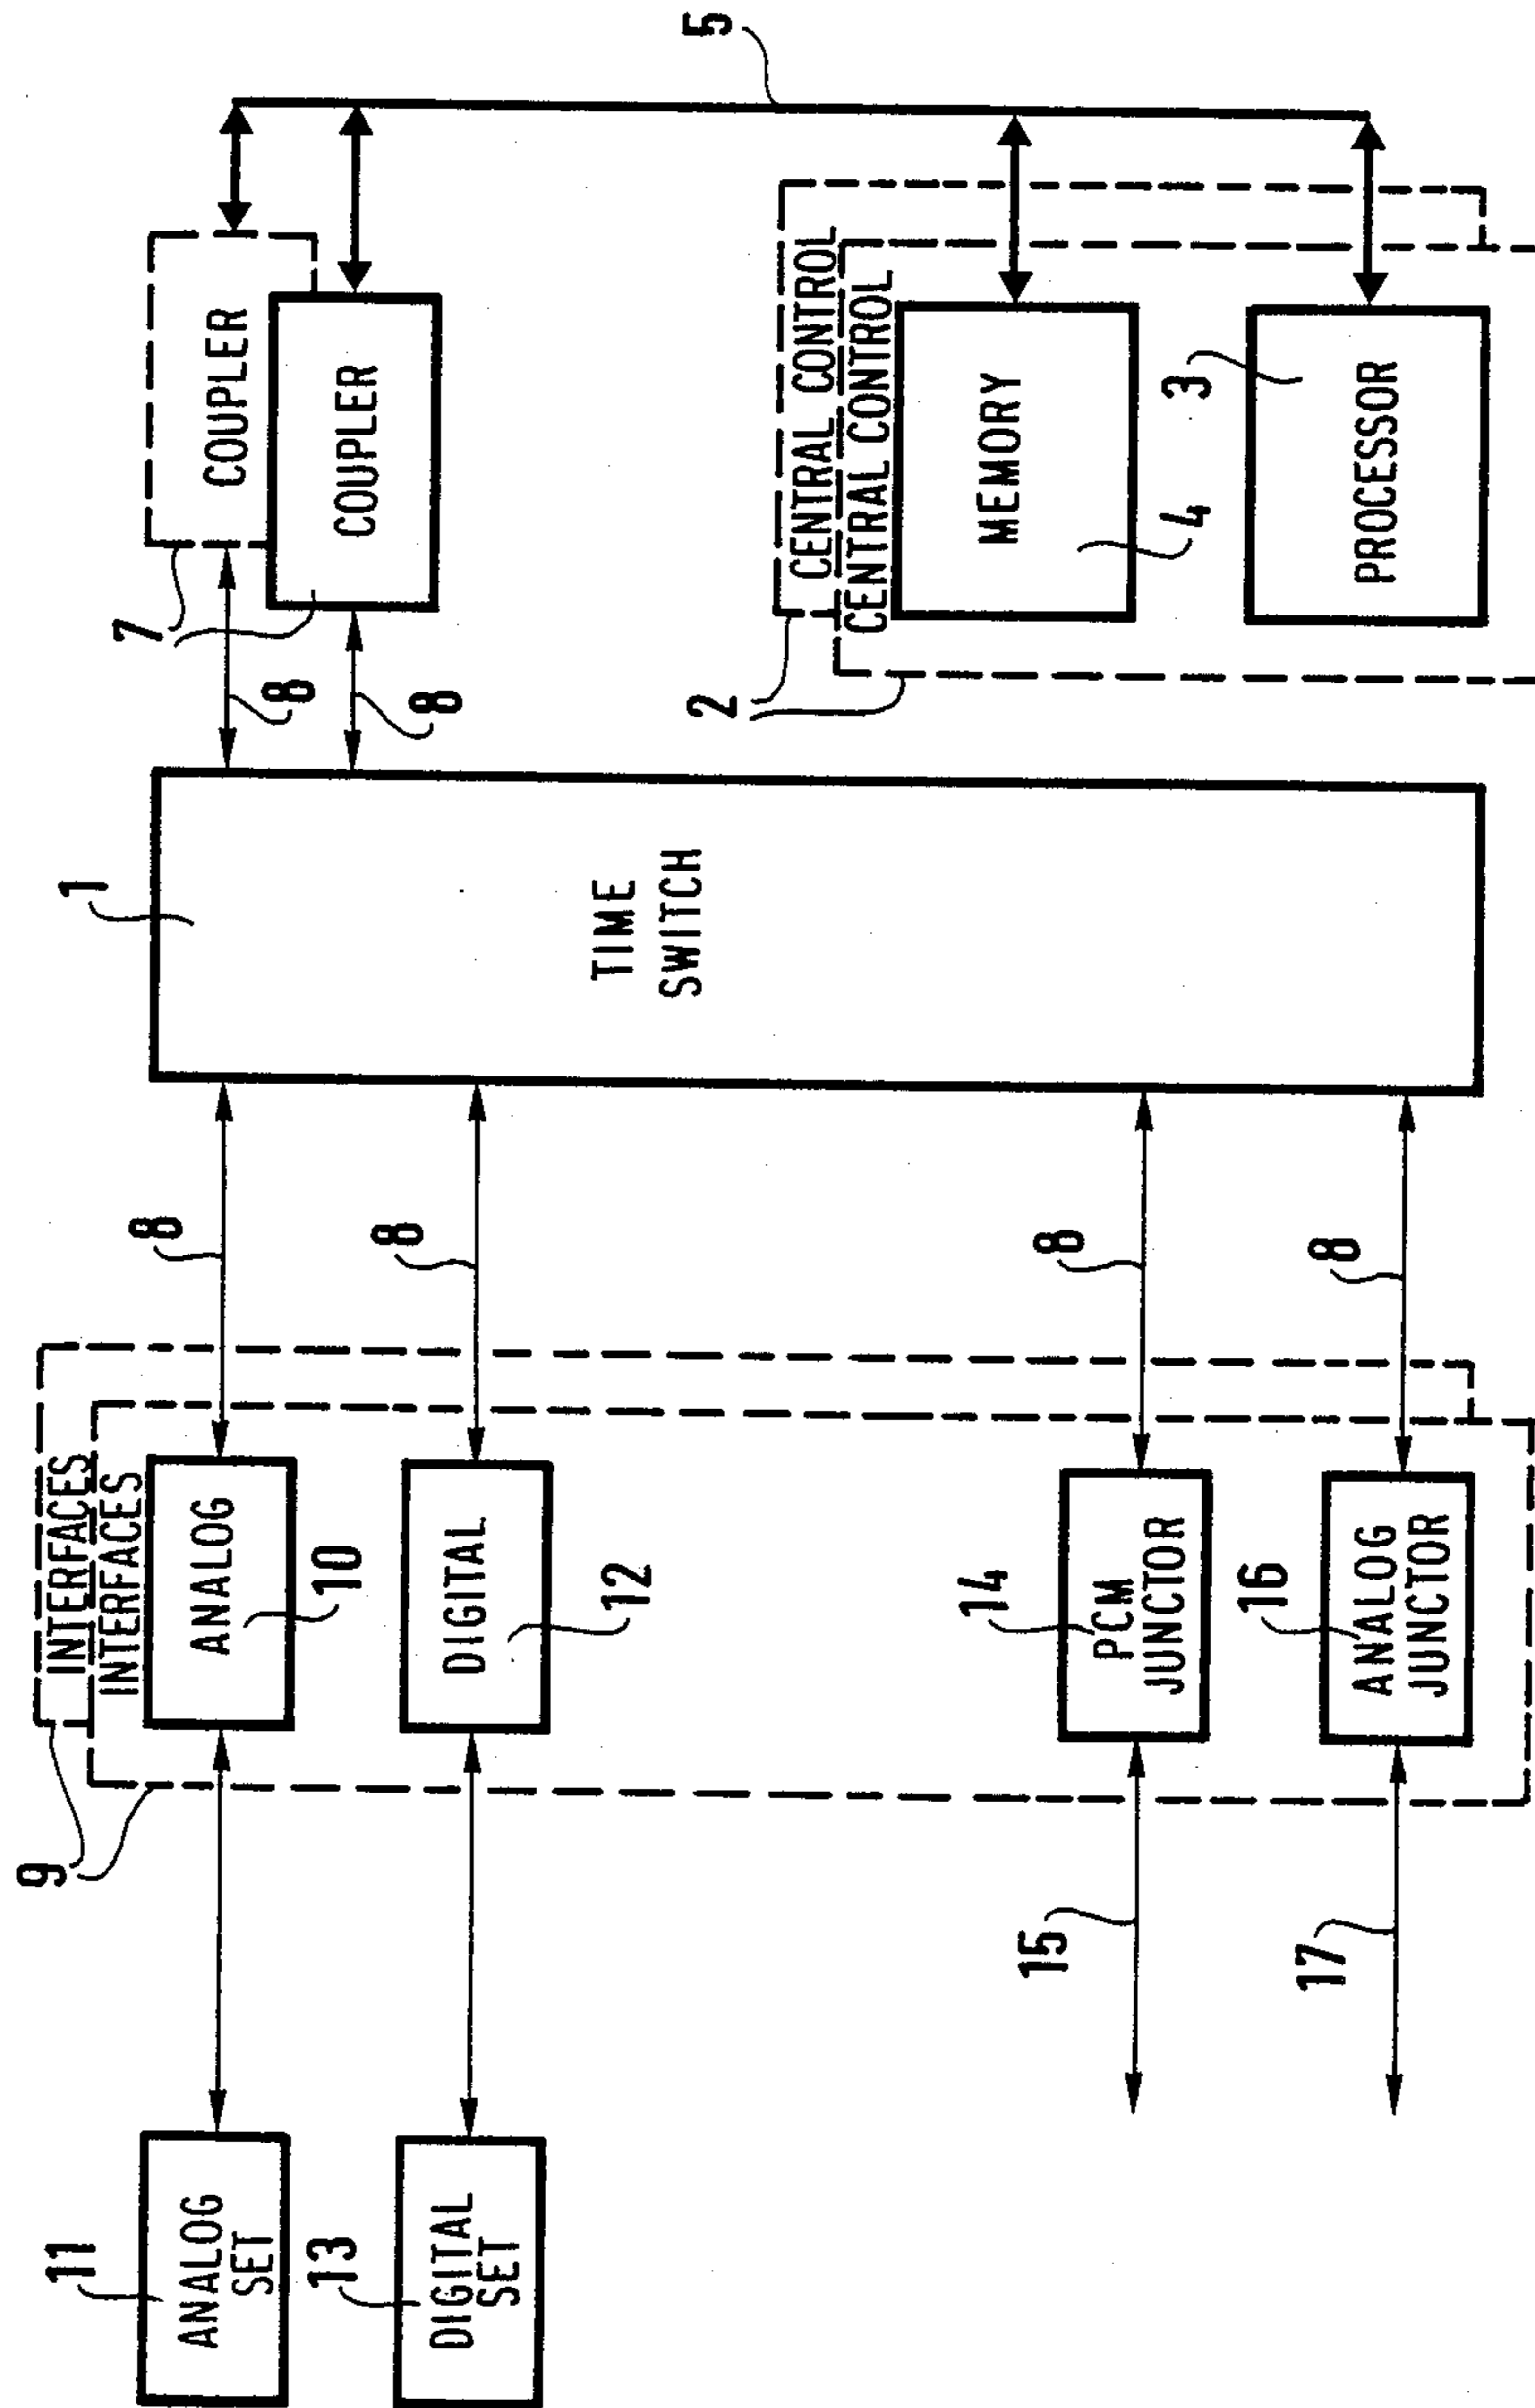 5
COUPLER
COUPLER
7
8
8
CENTRAL CONTROL
CENTRAL CONTROL
2
MEMORY
4
3
PROCESSOR
1
TIME
SWITCH
8
8
8
8
INTERFACES
INTERFACES
9
ANALOG
10
DIGITAL
12
14
PCM
JUNCTOR
16
ANALOG
JUNCTOR
15
17
11
ANALOG
SET
13
DIGITAL
SET